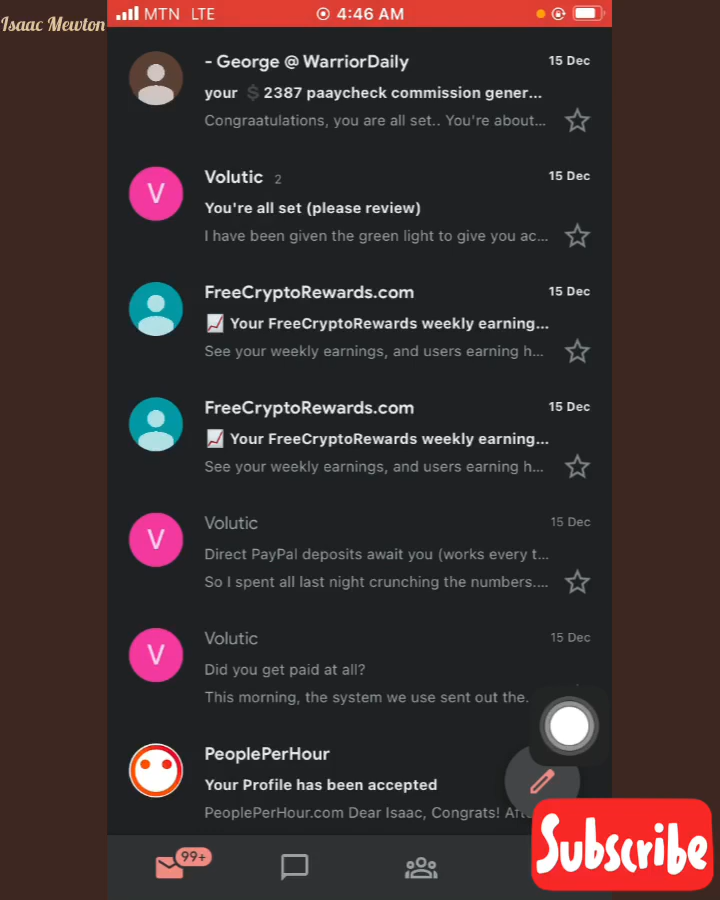 Isaac Mewton
MTN LTE 4:46 AM
- George @ WarriorDaily 15 Dec
your $2387 paaycheck commission gener...
Congraatulations, you are all set.. You're about...
V
Volutic 2 15 Dec
You're all set (please review)
I have been given the green light to give you ac...
FreeCryptoRewards.com 15 Dec
📈 Your FreeCryptoRewards weekly earning...
See your weekly earnings, and users earning h...
FreeCryptoRewards.com 15 Dec
📈 Your FreeCryptoRewards weekly earning...
See your weekly earnings, and users earning h...
V
Volutic 15 Dec
Direct PayPal deposits await you (works every t...
So I spent all last night crunching the numbers....
V
Volutic 15 Dec
Did you get paid at all?
This morning, the system we use sent out the.
PeoplePerHour
Your Profile has been accepted
PeoplePerHour.com Dear Isaac, Congrats!
99+
Subscribe